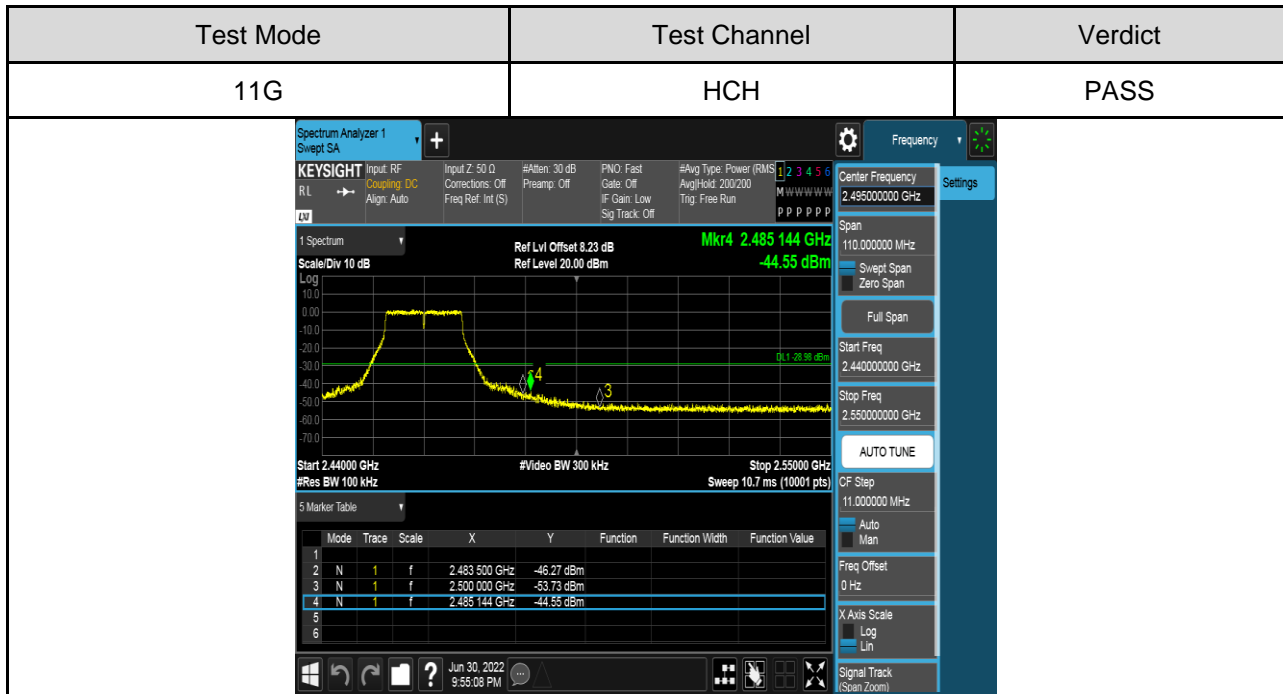 Test Mode Test Channel Verdict
11G HCH PASS
Spectrum Analyzer 1
Swept SA
+
Frequency
KEYSIGHT Input: RF Input Z: 50 Ω #Atten: 30 dB PNO: Fast #Avg Type: Power (RMS 1 2 3 4 5 6
RL Coupling: DC Corrections: Off Preamp: Off Gate: Off Avg|Hold: 200/200 M W W W W W
Align: Auto Freq Ref: Int (S) IF Gain: Low Trig: Free Run
LXI Sig Track: Off P P P P P P
1 Spectrum
Ref Lvl Offset 8.23 dB Mkr4 2.485 144 GHz
Scale/Div 10 dB Ref Level 20.00 dBm -44.55 dBm
Log
10.0
0.00
-10.0
-20.0
DL1 -28.98 dBm
-30.0
4
-40.0
3
-50.0
-60.0
-70.0
Start 2.44000 GHz #Video BW 300 kHz Stop 2.55000 GHz
#Res BW 100 kHz Sweep 10.7 ms (10001 pts)
5 Marker Table
Mode Trace Scale X Y Function Function Width Function Value
1
2 N 1 f 2.483 500 GHz -46.27 dBm
3 N 1 f 2.500 000 GHz -53.73 dBm
4 N 1 f 2.485 144 GHz -44.55 dBm
5
6
? Jun 30, 2022
9:55:08 PM
Center Frequency
2.495000000 GHz
Settings
Span
110.000000 MHz
Swept Span
Zero Span
Full Span
Start Freq
2.440000000 GHz
Stop Freq
2.550000000 GHz
AUTO TUNE
CF Step
11.000000 MHz
Auto
Man
Freq Offset
0 Hz
X Axis Scale
Log
Lin
Signal Track
(Span Zoom)